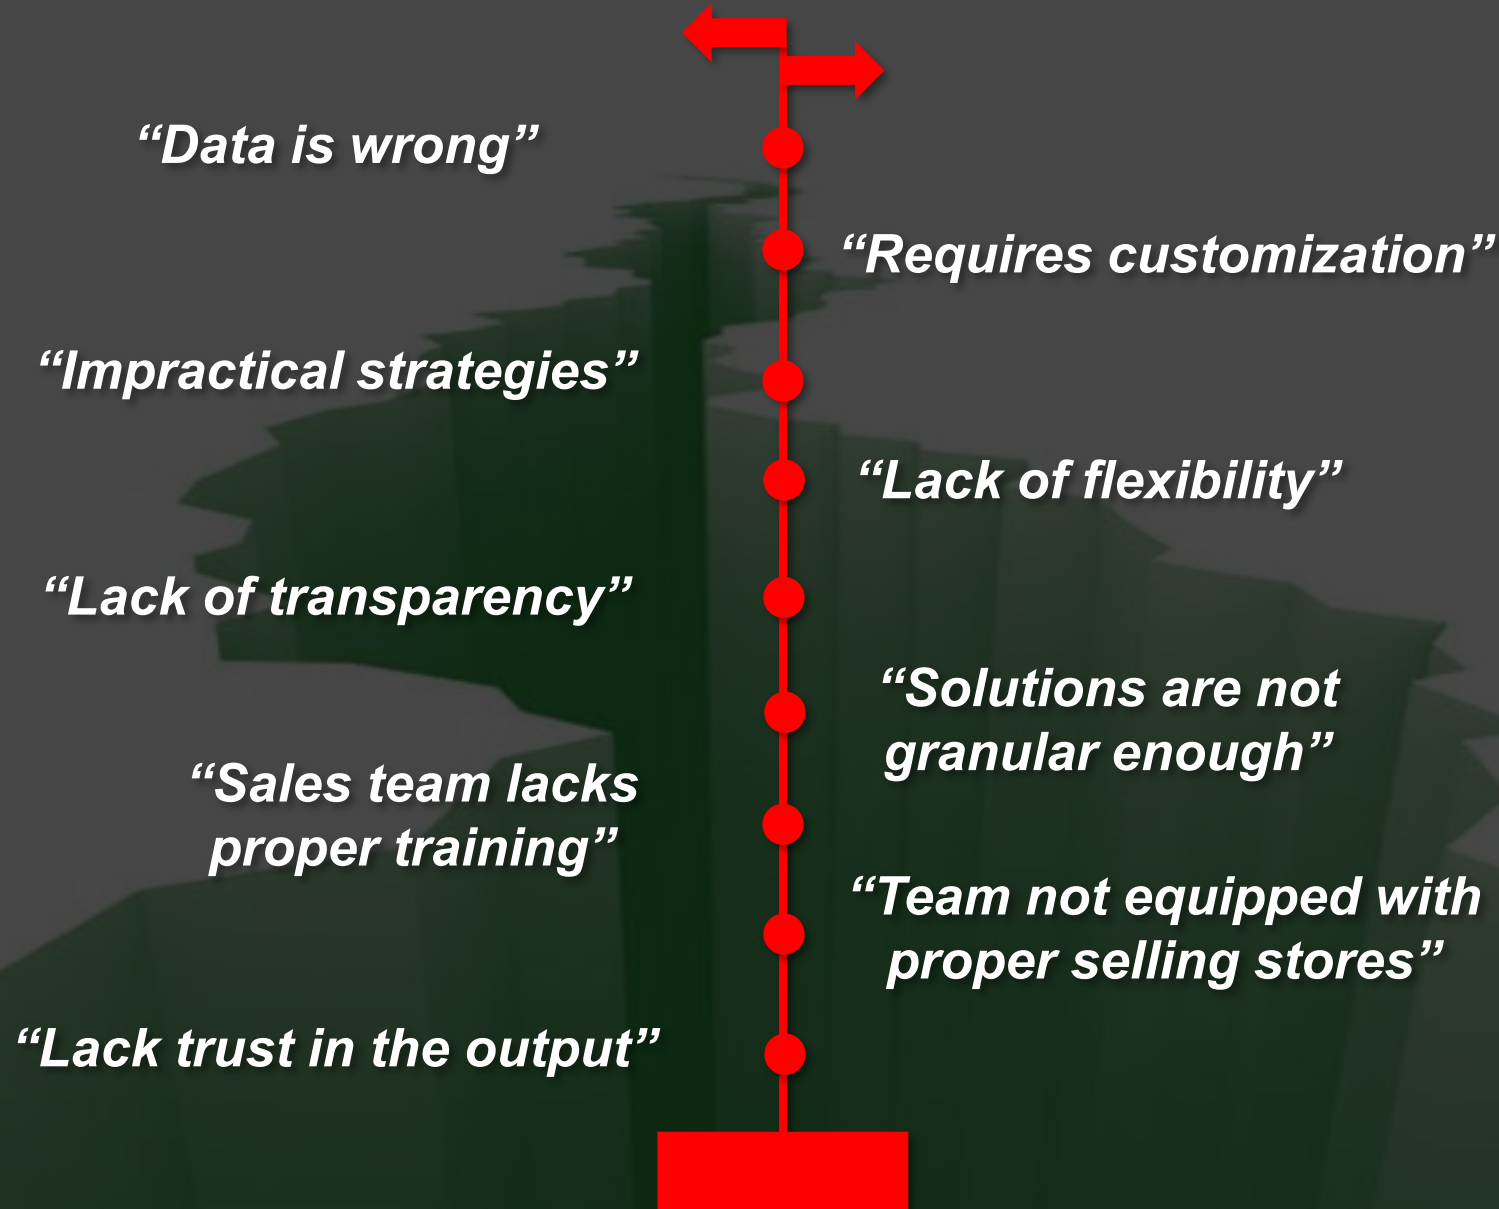 “Data is wrong”
“Requires customization”
“Impractical strategies”
“Lack of flexibility”
“Lack of transparency”
“Solutions are not
granular enough”
“Sales team lacks
proper training”
“Team not equipped with
proper selling stores”
“Lack trust in the output”